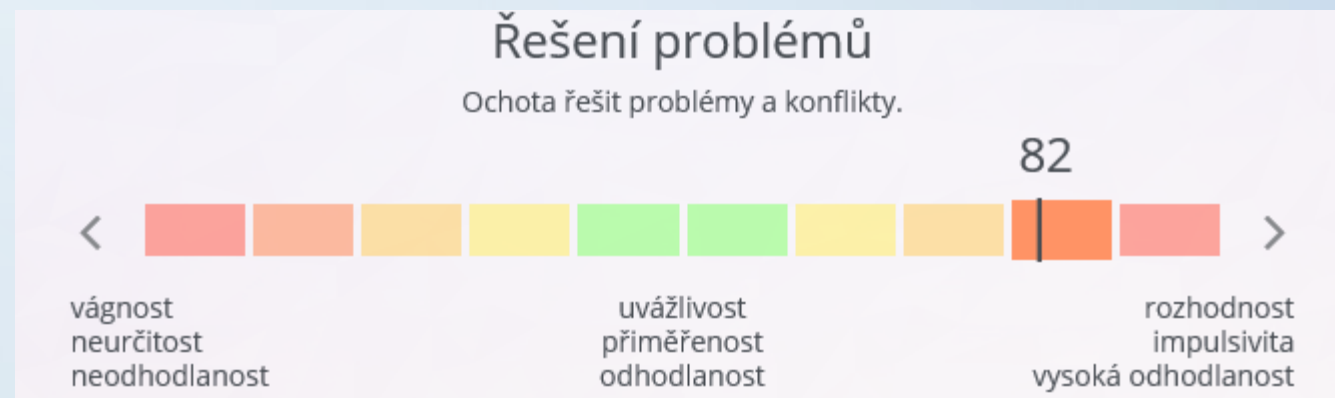 Řešení problémů
Ochota řešit problémy a konflikty.
82
vágnost
neurčitost
neodhodlanost
uvážlivost
přiměřenost
odhodlanost
rozhodnost
impulsivita
vysoká odhodlanost